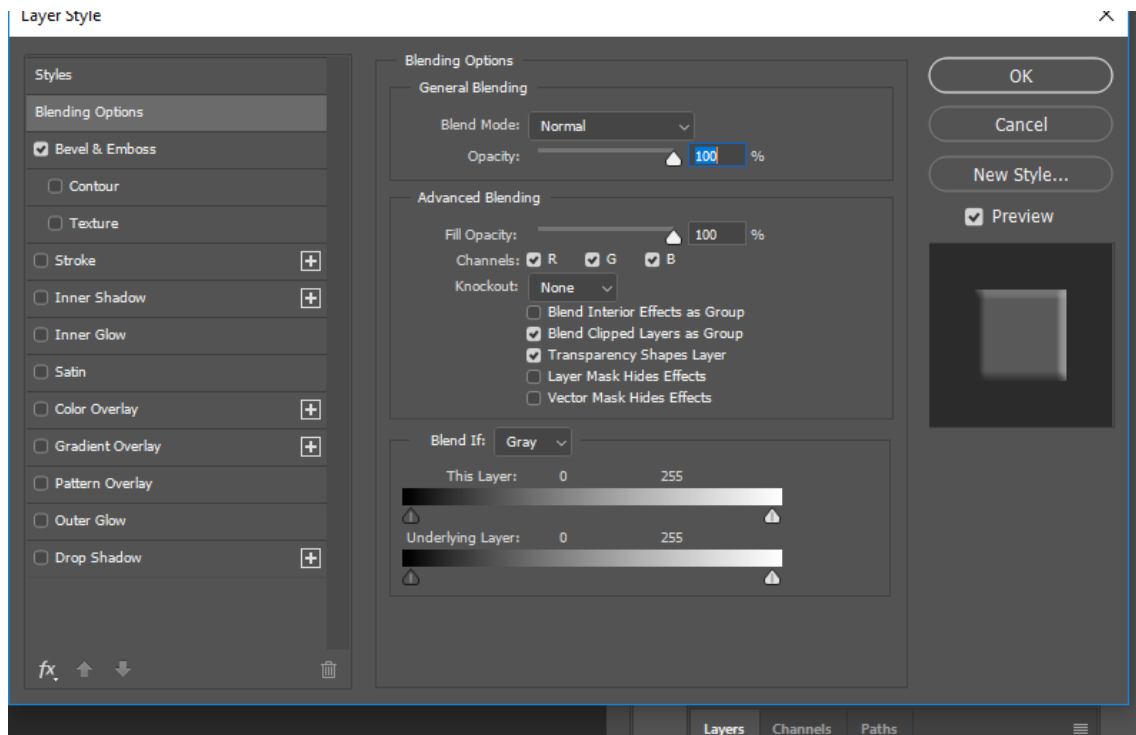 Layer Style
Styles
Blending Options
Bevel & Emboss
Contour
Texture
Stroke
Inner Shadow
Inner Glow
Satin
Color Overlay
Gradient Overlay
Pattern Overlay
Outer Glow
Drop Shadow
fx
Blending Options
General Blending
Blend Mode: Normal
Opacity: 100 %
Advanced Blending
Fill Opacity: 100 %
Channels: R G B
Knockout: None
Blend Interior Effects as Group
Blend Clipped Layers as Group
Transparency Shapes Layer
Layer Mask Hides Effects
Vector Mask Hides Effects
Blend If: Gray
This Layer: 0 255
Underlying Layer: 0 255
OK
Cancel
New Style...
Preview
Layers Channels Paths